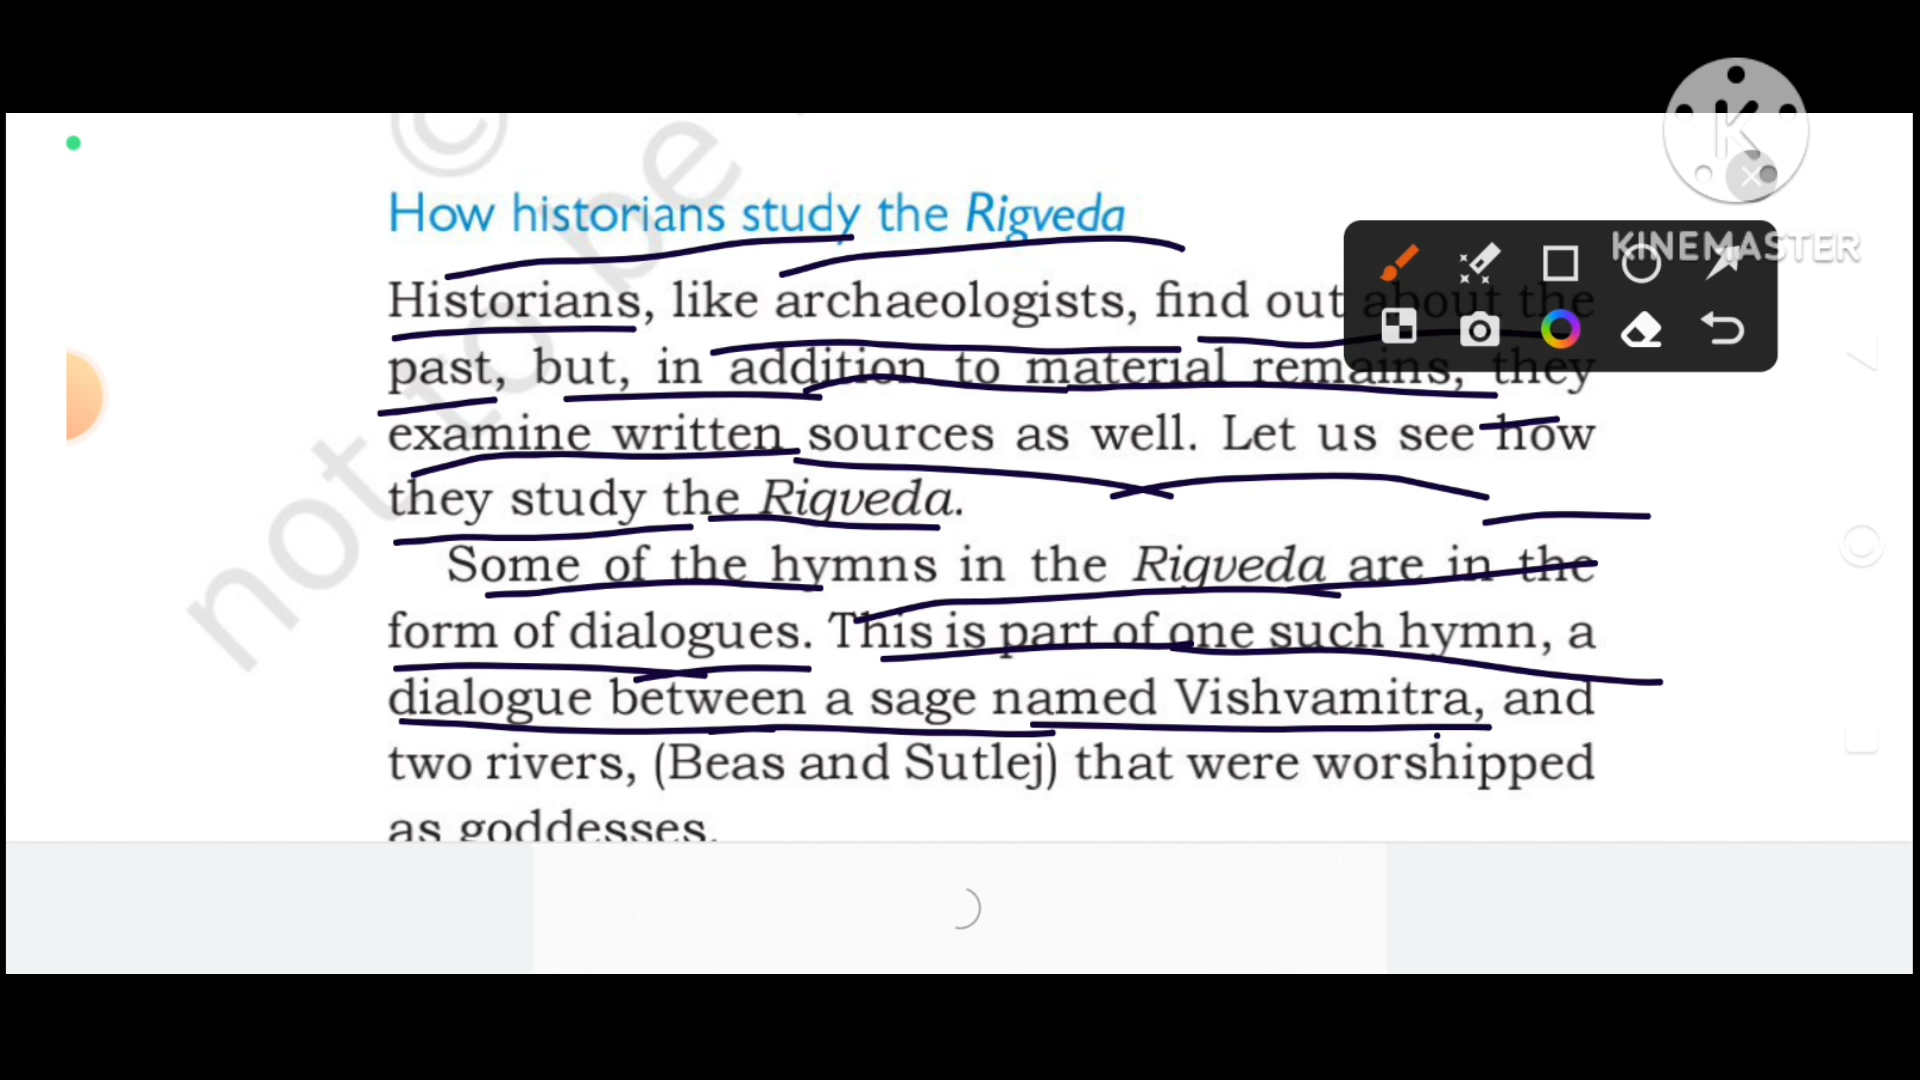 ©
not to be
How historians study the Rigveda
KINEMASTER
Historians, like archaeologists, find out about the
past, but, in addition to material remains, they
examine written sources as well. Let us see how
they study the Rigveda.
Some of the hymns in the Rigveda are in the
form of dialogues. This is part of one such hymn, a
dialogue between a sage named Vishvamitra, and
two rivers, (Beas and Sutlej) that were worshipped
as goddesses.